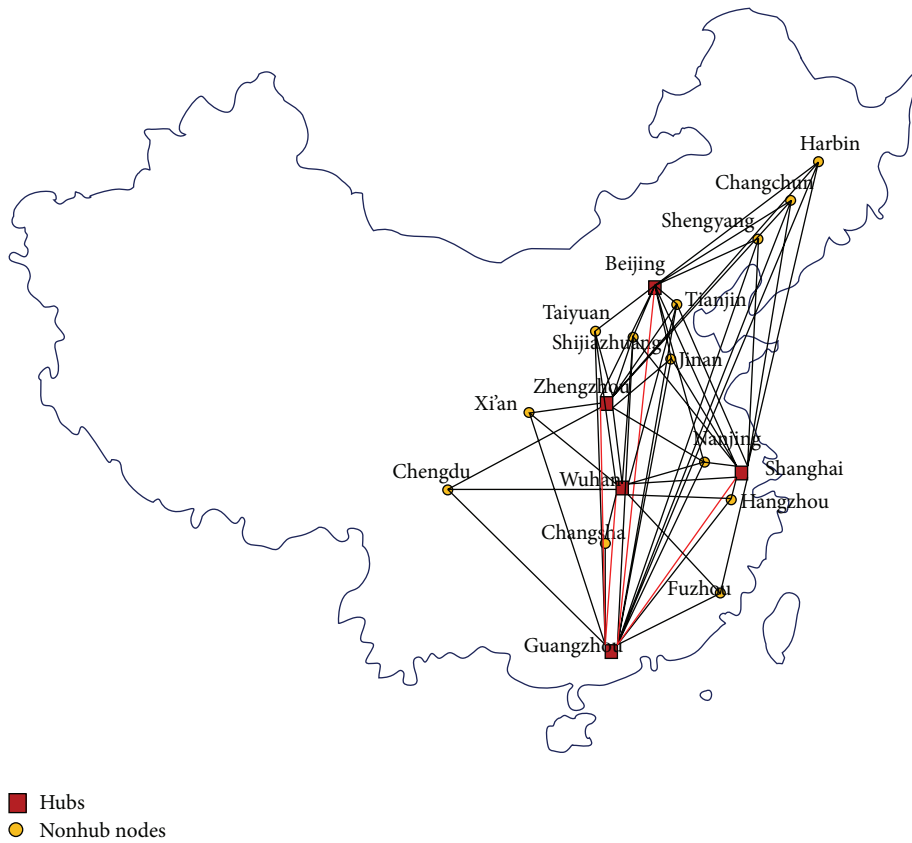 Harbin
Changchun
Shengyang
Beijing
Tianjin
Taiyuan
Shijiazhuang
Jinan
Zhengzhou
Xi'an
Nanjing
Chengdu
Wuhan
Shanghai
Hangzhou
Changsha
Fuzhou
Guangzhou
Hubs
Nonhub nodes